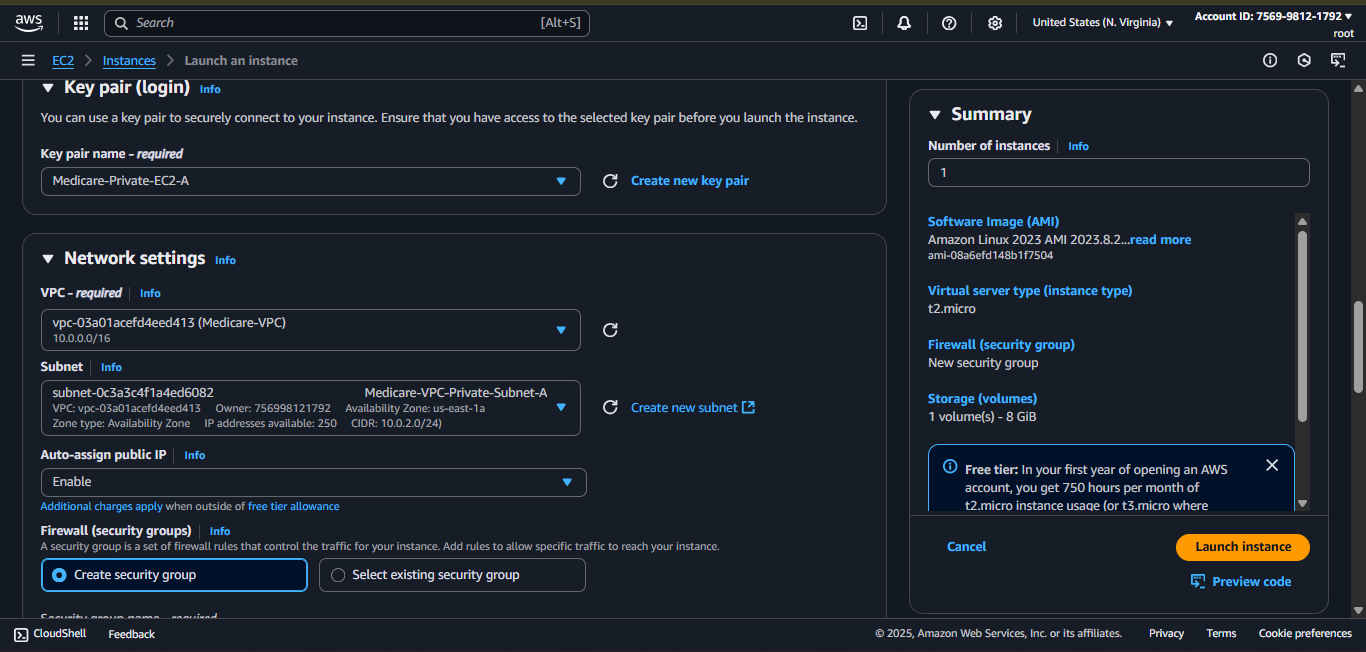 aws
Search
[Alt+S]
United States (N. Virginia)
Account ID: 7569-9812-1792
root
EC2 > Instances > Launch an instance
Key pair (login) Info
You can use a key pair to securely connect to your instance. Ensure that you have access to the selected key pair before you launch the instance.
Key pair name - required
Medicare-Private-EC2-A
Create new key pair
Network settings Info
VPC - required Info
vpc-03a01acefd4eed413 (Medicare-VPC)
10.0.0.0/16
Subnet Info
subnet-0c3a3c4f1a4ed6082 Medicare-VPC-Private-Subnet-A
VPC: vpc-03a01acefd4eed413 Owner: 756998121792 Availability Zone: us-east-1a
Zone type: Availability Zone IP addresses available: 250 CIDR: 10.0.2.0/24)
Create new subnet
Auto-assign public IP Info
Enable
Additional charges apply when outside of free tier allowance
Firewall (security groups) Info
A security group is a set of firewall rules that control the traffic for your instance. Add rules to allow specific traffic to reach your instance.
Create security group
Select existing security group
Security group name - required
Summary
Number of instances Info
1
Software Image (AMI)
Amazon Linux 2023 AMI 2023.8.2...read more
ami-08a6efd148b1f7504
Virtual server type (instance type)
t2.micro
Firewall (security group)
New security group
Storage (volumes)
1 volume(s) - 8 GiB
Free tier: In your first year of opening an AWS
account, you get 750 hours per month of
t2.micro instance usage (or t3.micro where
Cancel
Launch instance
Preview code
CloudShell
Feedback
© 2025, Amazon Web Services, Inc. or its affiliates.
Privacy
Terms
Cookie preferences